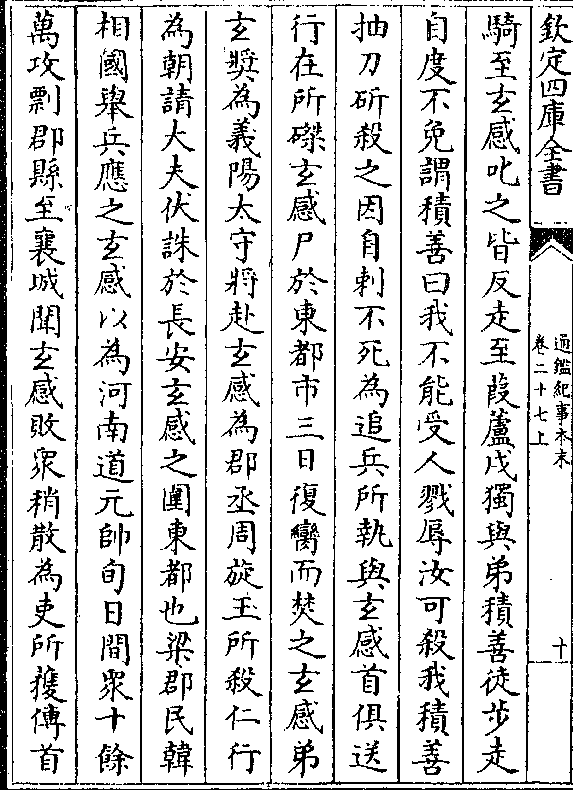 欽定四庫全書
通鑑紀事本末
卷二十七上
十
騎至玄感叱之皆反走至葭蘆戍獨與弟積善徒步走
自度不免謂積善曰我不能受人戮辱汝可殺我積善
抽刀斫殺之因自刺不死為追兵所執與玄感首俱送
行在所磔玄感尸於東都市三日復臠而焚之玄感弟
玄奬為義陽太守將赴玄感為郡丞周旋玉所殺仁行
為朝請大夫伏誅於長安玄感之圍東都也梁郡民韓
相國舉兵應之玄感以為河南道元帥旬日間眾十餘
萬攻剽郡縣至襄城聞玄感敗眾稍散為吏所獲傳首